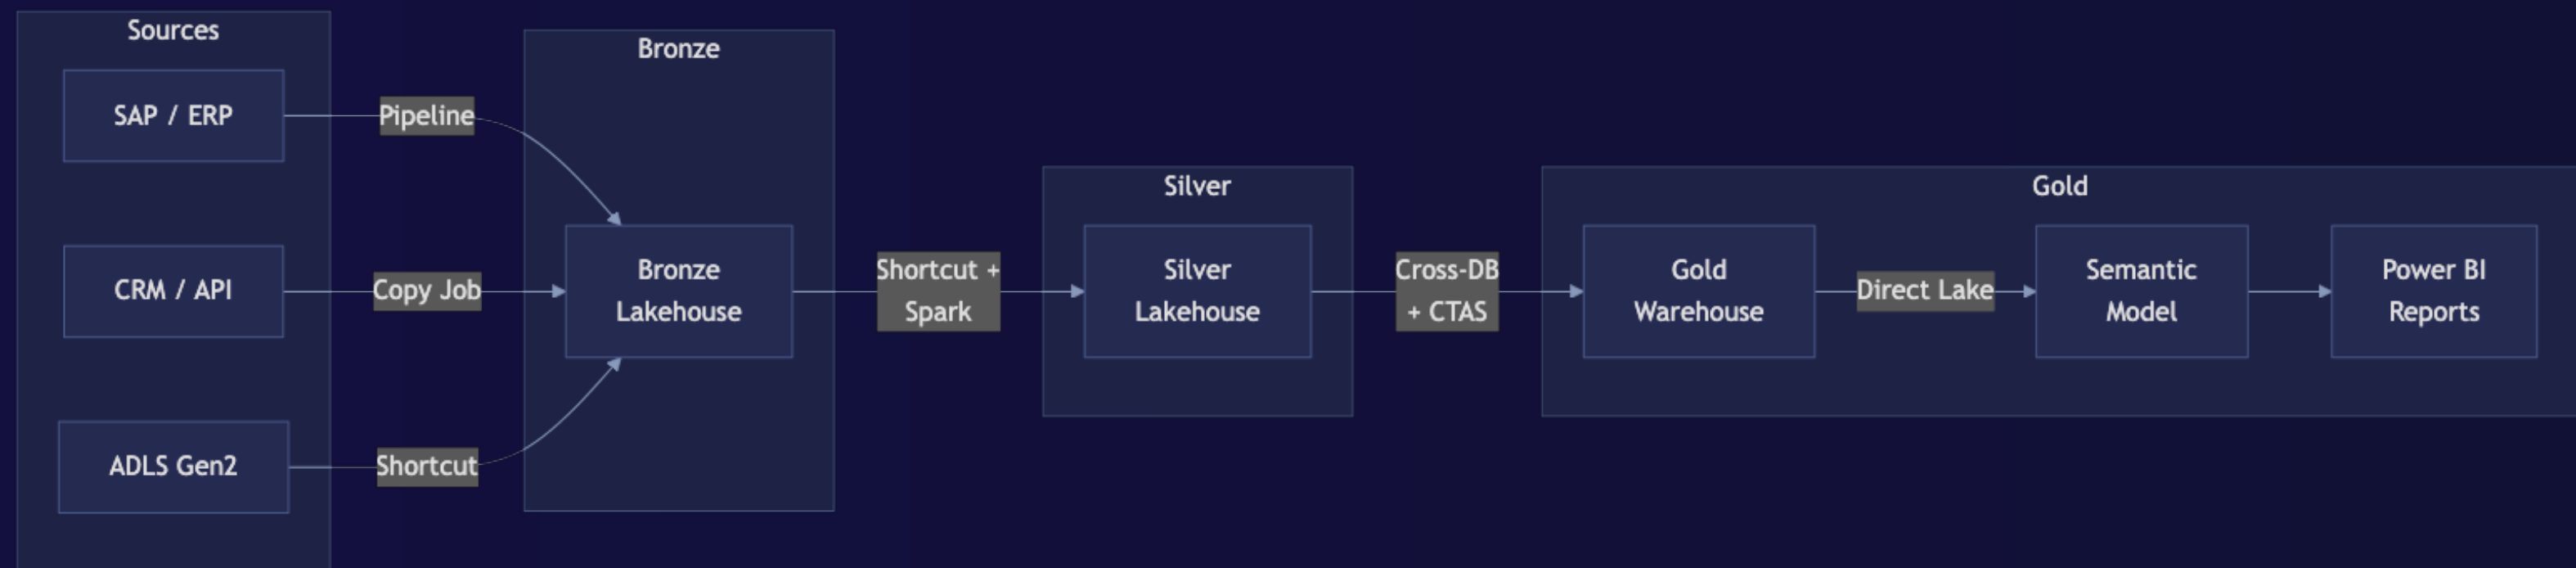 Sources
SAP / ERP
CRM / API
ADLS Gen2
Pipeline
Copy Job
Shortcut
Bronze
Bronze
Lakehouse
Shortcut +
Spark
Silver
Silver
Lakehouse
Cross-DB
+ CTAS
Gold
Gold
Warehouse
Direct Lake
Semantic
Model
Power BI
Reports